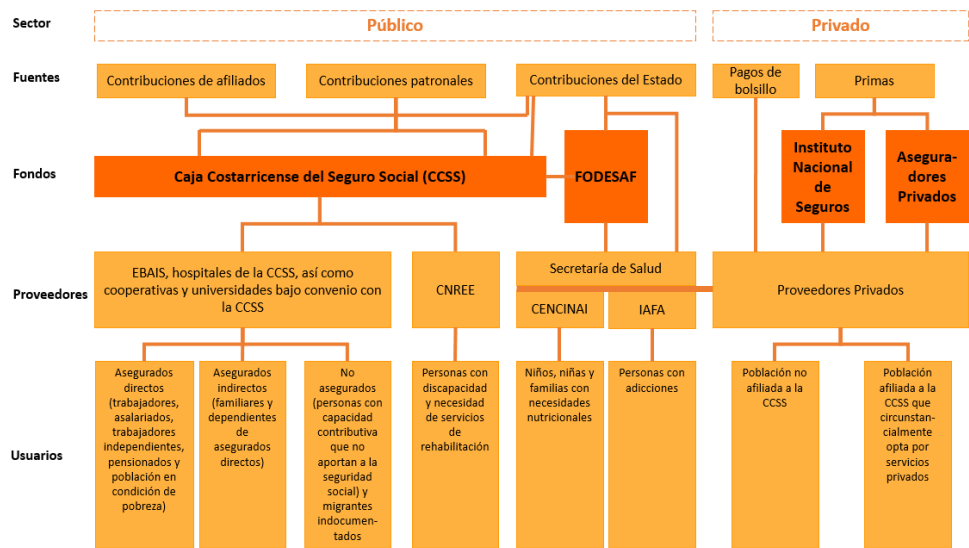 Sector
Público
Privado
Fuentes
Contribuciones de afiliados
Contribuciones patronales
Contribuciones del Estado
Pagos de
bolsillo
Primas
Fondos
Caja Costarricense del Seguro Social (CCSS)
FODESAF
Instituto
Nacional
de
Seguros
Asegura-
dores
Privados
Proveedores
EBAIS, hospitales de la CCSS, así como
cooperativas y universidades bajo convenio con
la CCSS
CNREE
Secretaría de Salud
CENCINAI
IAFA
Proveedores Privados
Usuarios
Asegurados
directos
(trabajadores,
asalariados,
trabajadores
independientes,
pensionados y
población en
condición de
pobreza)
Asegurados
indirectos
(familiares y
dependientes
de
asegurados
directos)
No
asegurados
(personas con
capacidad
contributiva
que no
aportan a la
seguridad
social) y
migrantes
indocumen-
tados
Personas con
discapacidad
y necesidad
de servicios
de
rehabilitación
Niños, niñas y
familias con
necesidades
nutricionales
Personas con
adicciones
Población no
afiliada a la
CCSS
Población
afiliada a la
CCSS que
circunstan-
cialmente
opta por
servicios
privados